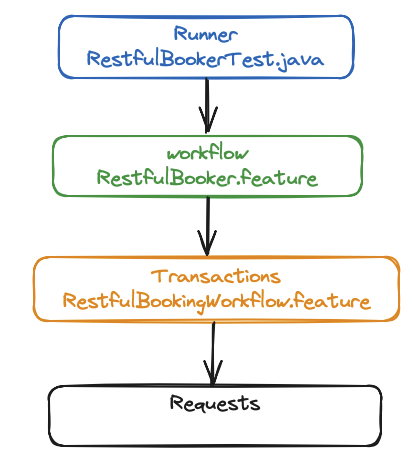 Runner
RestfulBookerTest.java
workflow
RestfulBooker.feature
Transactions
RestfulBookingWorkflow.feature
Requests